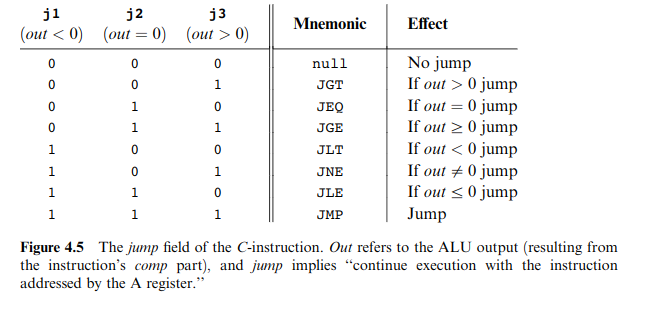 j1 j2 j3 Mnemonic Effect
(out < 0) (out = 0) (out > 0)
0 0 0 null No jump
0 0 1 JGT If out > 0 jump
0 1 0 JEQ If out = 0 jump
0 1 1 JGE If out ≥ 0 jump
1 0 0 JLT If out < 0 jump
1 0 1 JNE If out ≠ 0 jump
1 1 0 JLE If out ≤ 0 jump
1 1 1 JMP Jump
Figure 4.5 The jump field of the C-instruction. Out refers to the ALU output (resulting from
the instruction's comp part), and jump implies “continue execution with the instruction
addressed by the A register.”